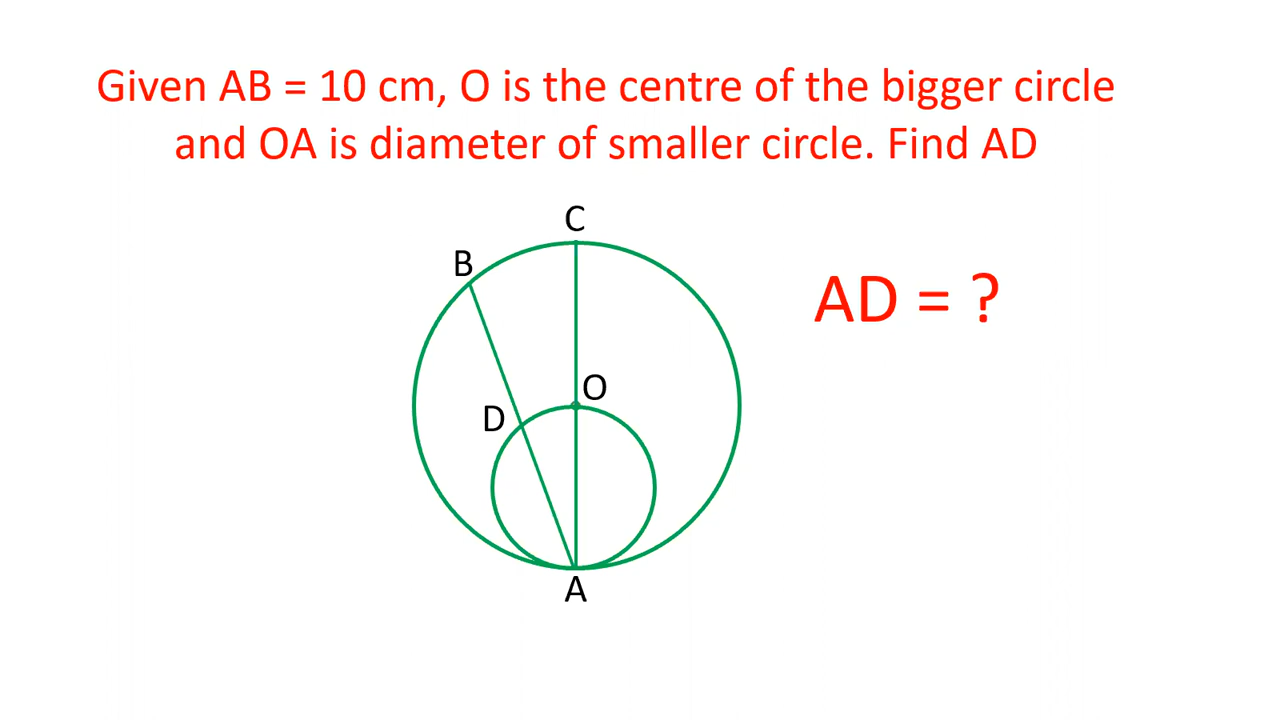 Given AB = 10 cm, O is the centre of the bigger circle
and OA is diameter of smaller circle. Find AD
C
B
AD = ?
O
D
A